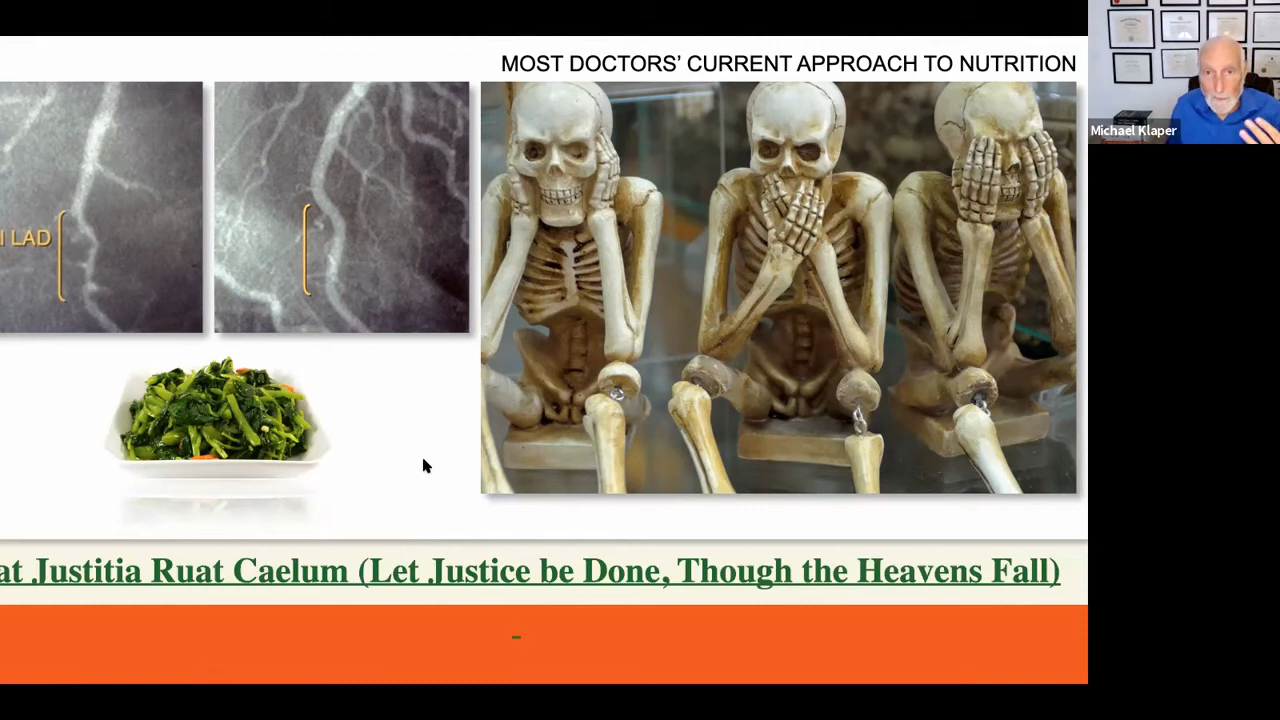 MOST DOCTORS’ CURRENT APPROACH TO NUTRITION
Michael Klaper
LAD
at Justitia Ruat Caelum (Let Justice be Done, Though the Heavens Fall)
-